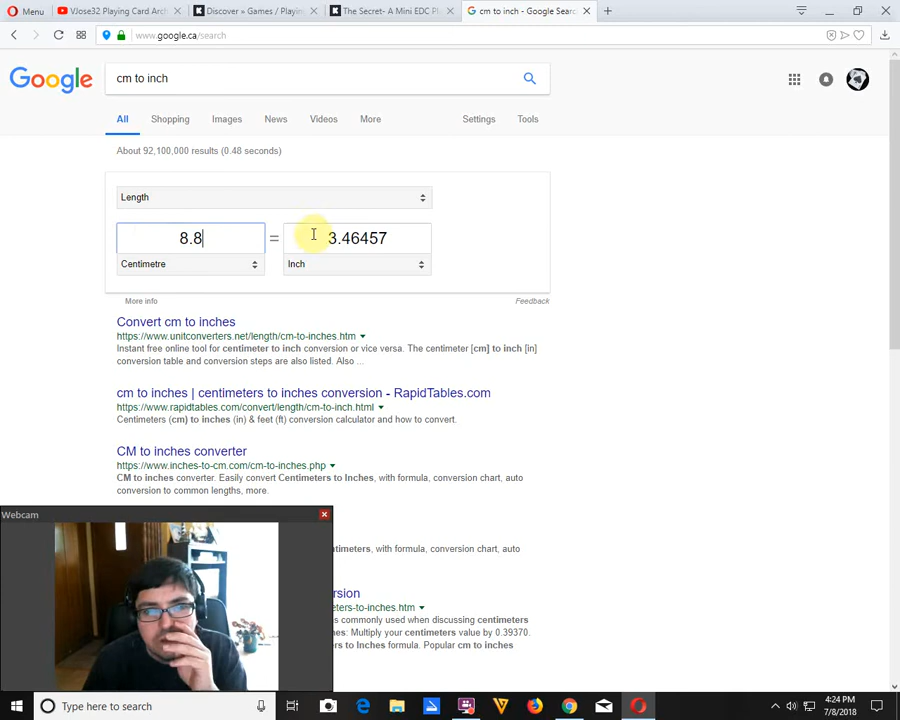 Menu
VJose32 Playing Card Arch
Discover » Games / Playin
The Secret- A Mini EDC Pl
cm to inch - Google Searc
www.google.ca/search
Google
cm to inch
All
Shopping
Images
News
Videos
More
Settings
Tools
About 92,100,000 results (0.48 seconds)
Length
8.8
=
3.46457
Centimetre
Inch
More info
Feedback
Convert cm to inches
https://www.unitconverters.net/length/cm-to-inches.htm
Instant free online tool for centimeter to inch conversion or vice versa. The centimeter [cm] to inch [in]
conversion table and conversion steps are also listed. Also ...
cm to inches | centimeters to inches conversion - RapidTables.com
https://www.rapidtables.com/convert/length/cm-to-inch.html
Centimeters (cm) to inches (in) & feet (ft) conversion calculator and how to convert.
CM to inches converter
https://www.inches-to-cm.com/cm-to-inches.php
CM to inches conversion. Easily convert Centimeters to Inches, with formula, conversion chart, auto
conversion to common lengths, more.
Webcam
timeters, with formula, conversion chart, auto
rsion
eters-to-inches.htm
is commonly used when discussing centimeters
hes: Multiply your centimeters value by 0.39370.
rs to Inches formula. Popular cm to inches
Type here to search
4:24 PM
7/8/2018